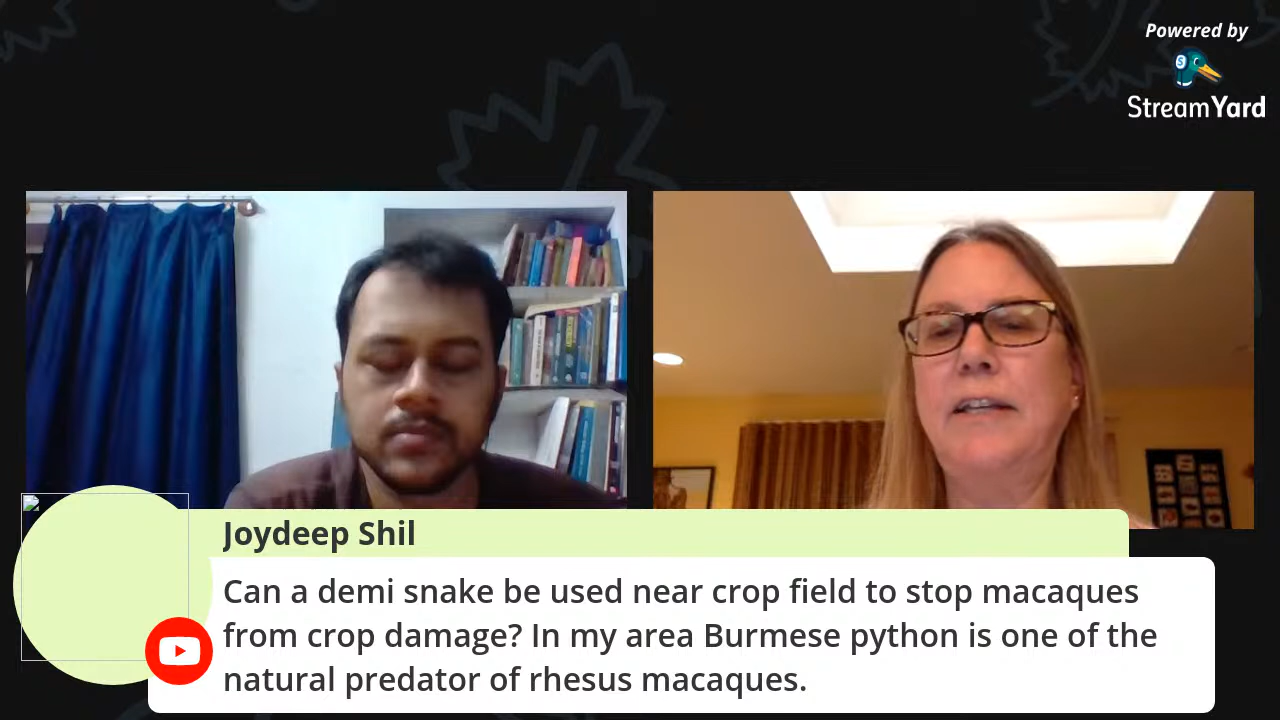 Powered by
StreamYard
Joydeep Shil
Can a demi snake be used near crop field to stop macaques
from crop damage? In my area Burmese python is one of the
natural predator of rhesus macaques.